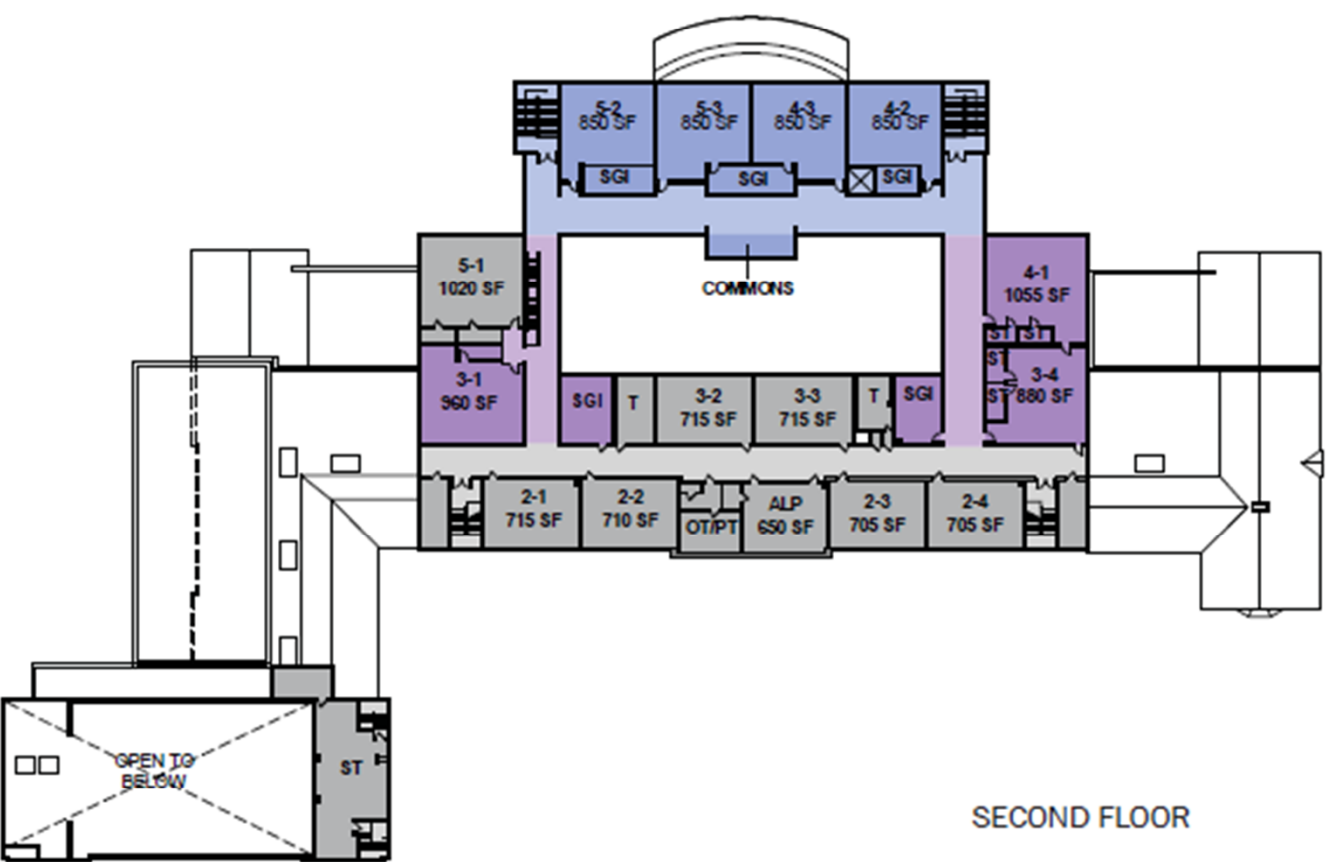 5-2
850 SF
5-3
850 SF
4-3
850 SF
4-2
850 SF
SGI
SGI
SGI
COMMONS
5-1
1020 SF
4-1
1055 SF
ST ST
ST
ST
3-1
960 SF
SGI
T
3-2
715 SF
3-3
715 SF
T
SGI
3-4
880 SF
2-1
715 SF
2-2
710 SF
OT/PT
ALP
650 SF
2-3
705 SF
2-4
705 SF
OPEN TO
BELOW
ST
SECOND FLOOR